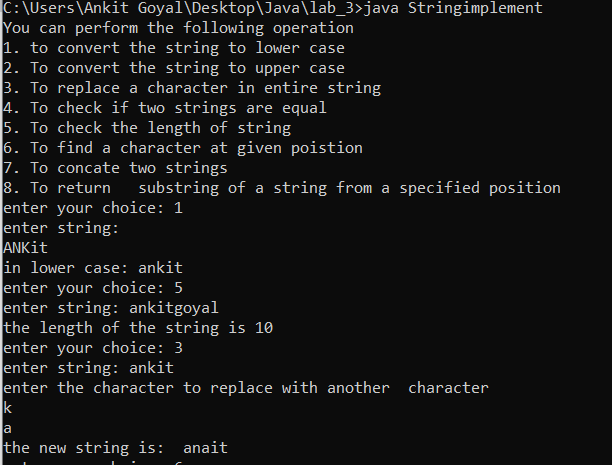 C:\Users\Ankit Goyal\Desktop\Java\lab_3>java Stringimplement
You can perform the following operation
1. to convert the string to lower case
2. To convert the string to upper case
3. To replace a character in entire string
4. To check if two strings are equal
5. To check the length of string
6. To find a character at given poistion
7. To concate two strings
8. To return   substring of a string from a specified position
enter your choice: 1
enter string:
ANKit
in lower case: ankit
enter your choice: 5
enter string: ankitgoyal
the length of the string is 10
enter your choice: 3
enter string: ankit
enter the character to replace with another  character
k
a
the new string is:  anait